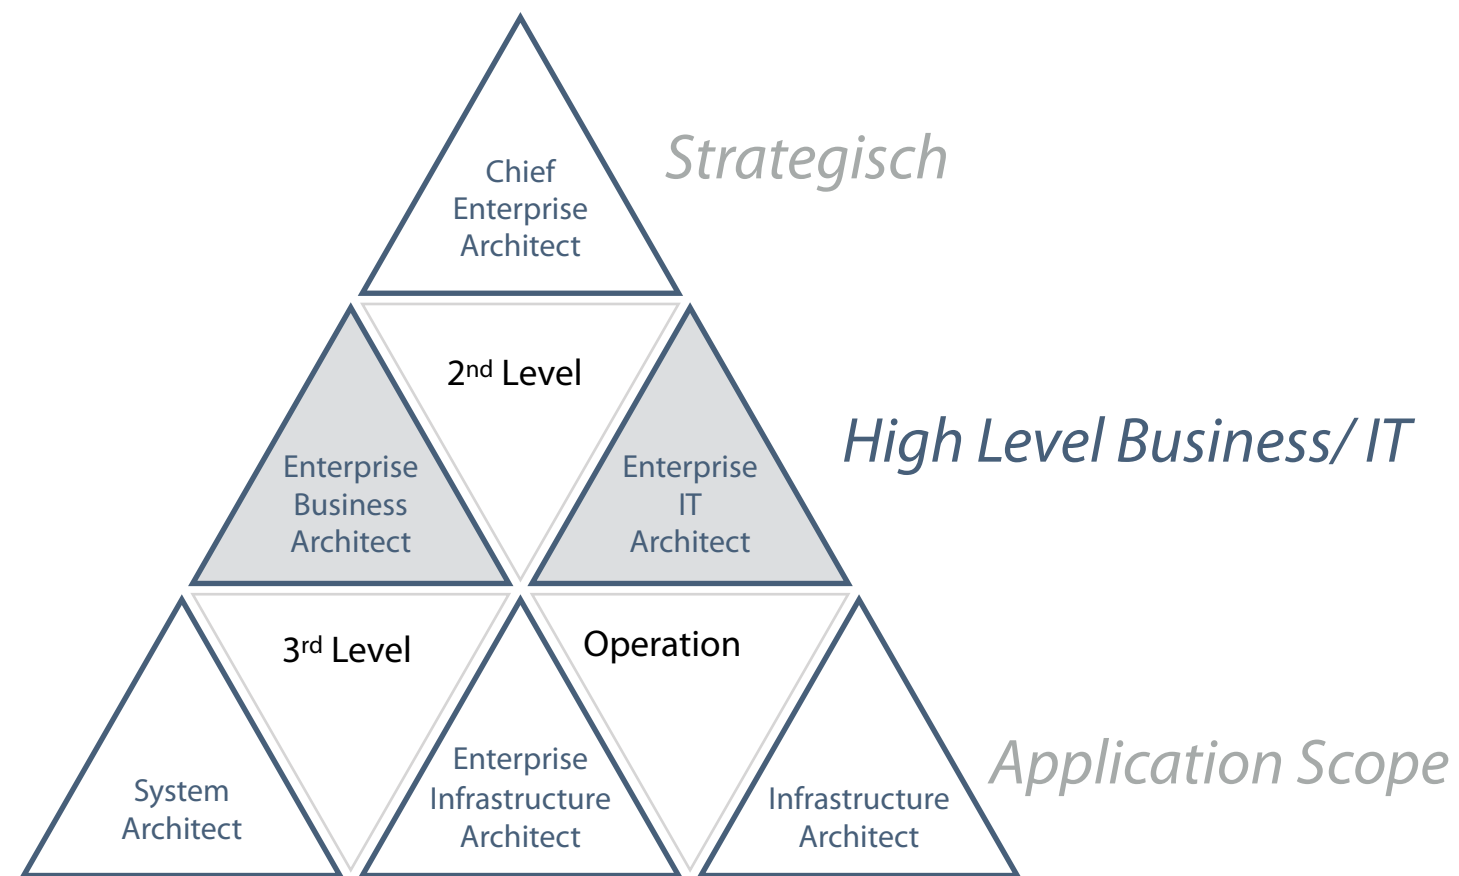 Chief
Enterprise
Architect
Strategisch
2nd Level
Enterprise
Business
Architect
Enterprise
IT
Architect
High Level Business/ IT
3rd Level
Operation
System
Architect
Enterprise
Infrastructure
Architect
Infrastructure
Architect
Application Scope